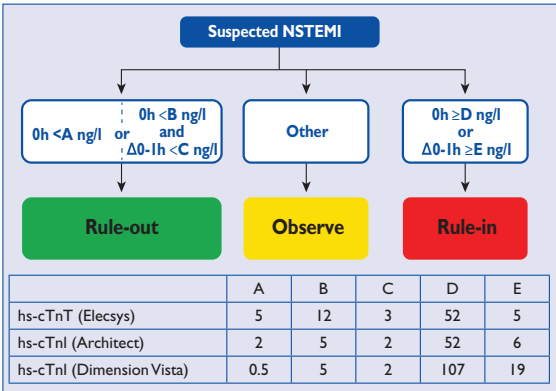 Suspected NSTEMI
0h <A ng/l or 0h <B ng/l
and
Δ0-1h <C ng/l
Other
0h ≥D ng/l
or
Δ0-1h ≥E ng/l
Rule-out
Observe
Rule-in
A B C D E
hs-cTnT (Elecsys) 5 12 3 52 5
hs-cTnI (Architect) 2 5 2 52 6
hs-cTnI (Dimension Vista) 0.5 5 2 107 19